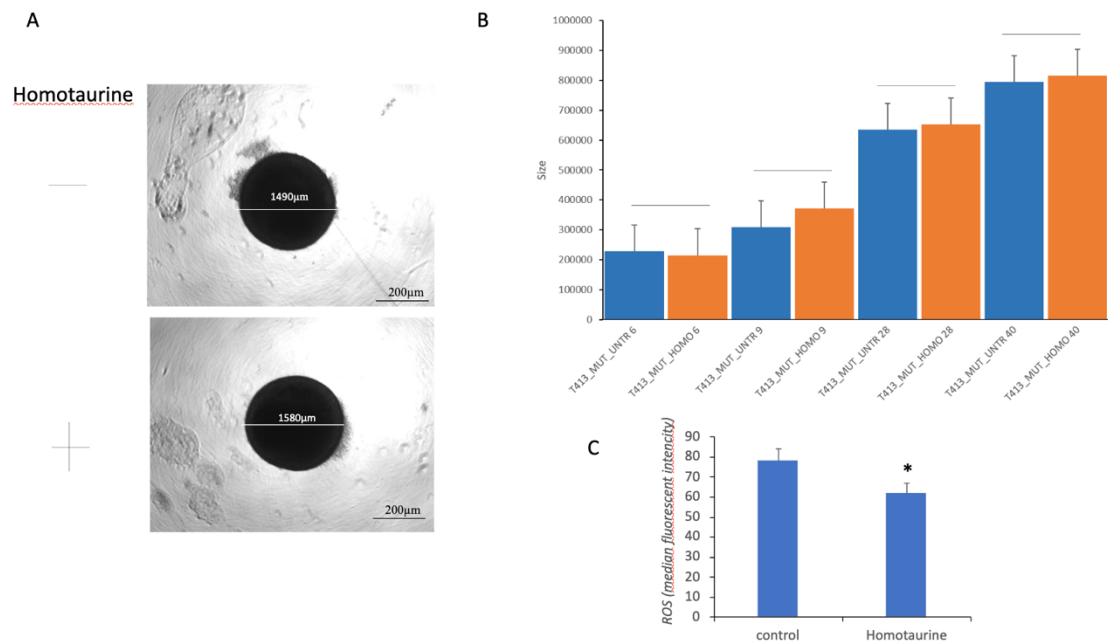 A
Homotaurine
1490µm
200µm
1580µm
200µm
B
Size
1000000
900000
800000
700000
600000
500000
400000
300000
200000
100000
0
T413_MUT_UNTR 6
T413_MUT_HOMO 6
T413_MUT_UNTR 9
T413_MUT_HOMO 9
T413_MUT_UNTR 28
T413_MUT_HOMO 28
T413_MUT_UNTR 40
T413_MUT_HOMO 40
C
ROS (median fluorescent intencity)
90
80
70
60
50
40
30
20
10
0
*
control
Homotaurine